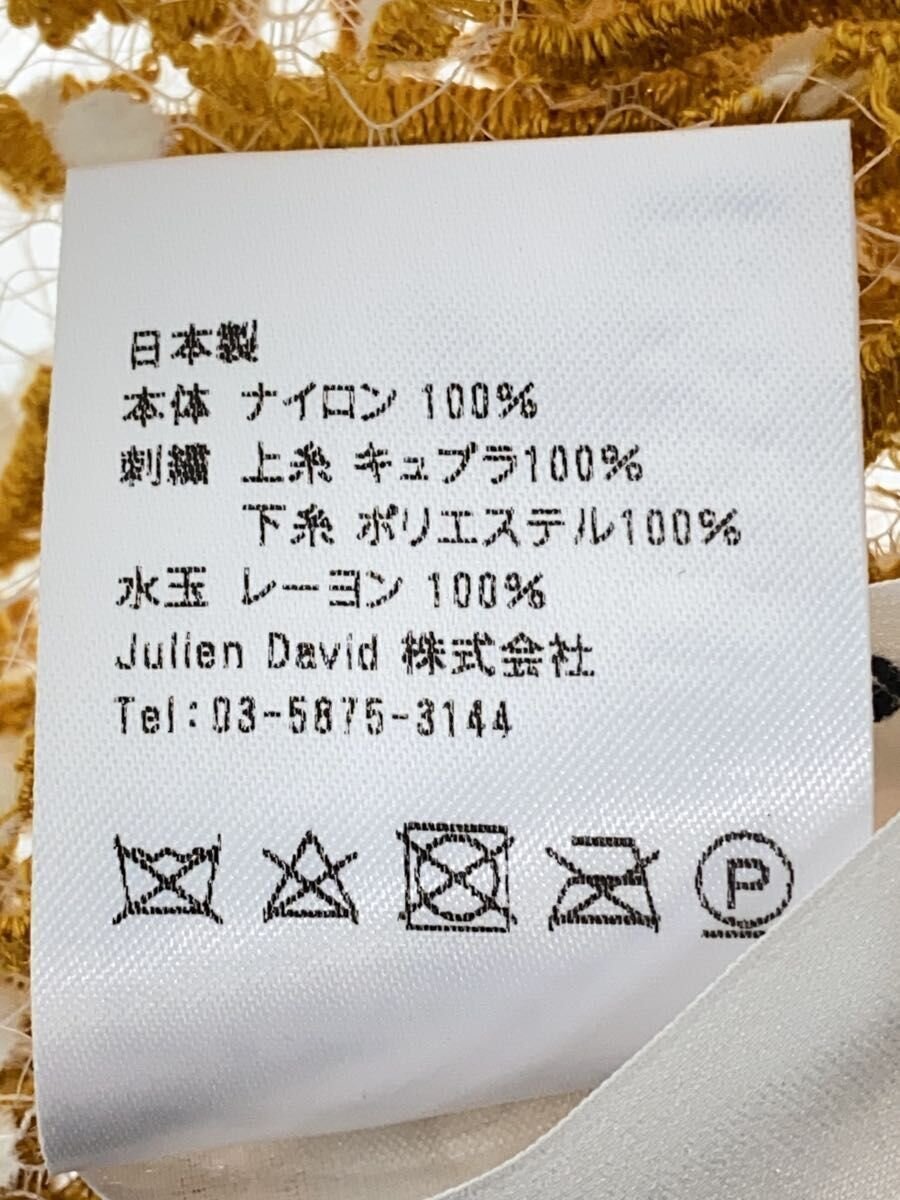 日本製
本体 ナイロン 100%
刺繍 上糸 キュプラ100%
下糸 ポリエステル100%
水玉 レーヨン 100%
Julien David 株式会社
Tel:03-5875-3144
P